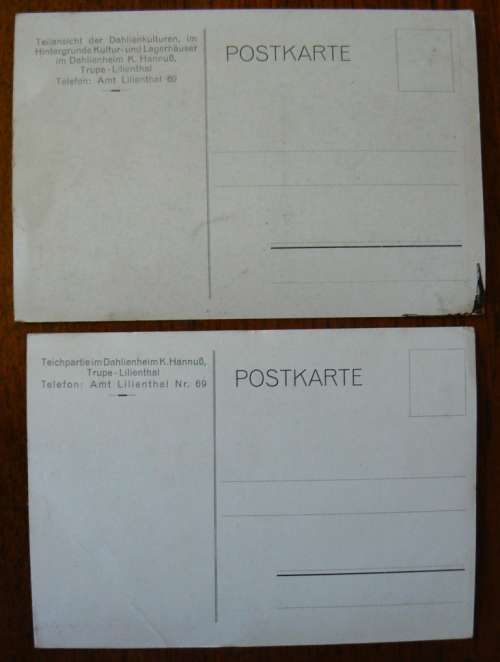 Teilansicht der Dahlienkulturen, im
Hintergrunde Kultur- und Lagerhäuser
im Dahlienheim K. Hannuß,
Trupe-Lilienthal
Telefon: Amt Lilienthal 69
POSTKARTE
Teichpartie im Dahlienheim K. Hannuß,
Trupe-Lilienthal
Telefon: Amt Lilienthal Nr. 69
POSTKARTE